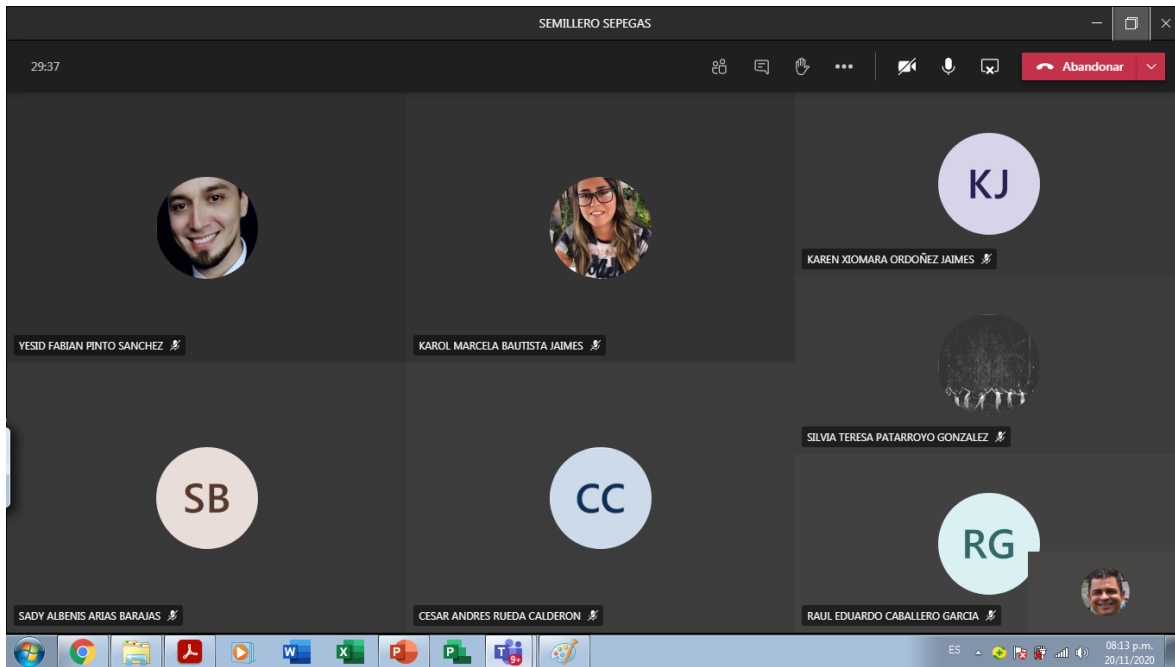 SEMILLERO SEPEGAS
29:37
Abandonar
KJ
KAREN XIOMARA ORDOÑEZ JAIMES
YESID FABIAN PINTO SANCHEZ
KAROL MARCELA BAUTISTA JAIMES
SILVIA TERESA PATARROYO GONZALEZ
SB
CC
RG
SADY ALBENIS ARIAS BARAJAS
CESAR ANDRES RUEDA CALDERON
RAUL EDUARDO CABALLERO GARCIA
W
X
P
P
T
9+
ES
08:13 p.m.
20/11/2020